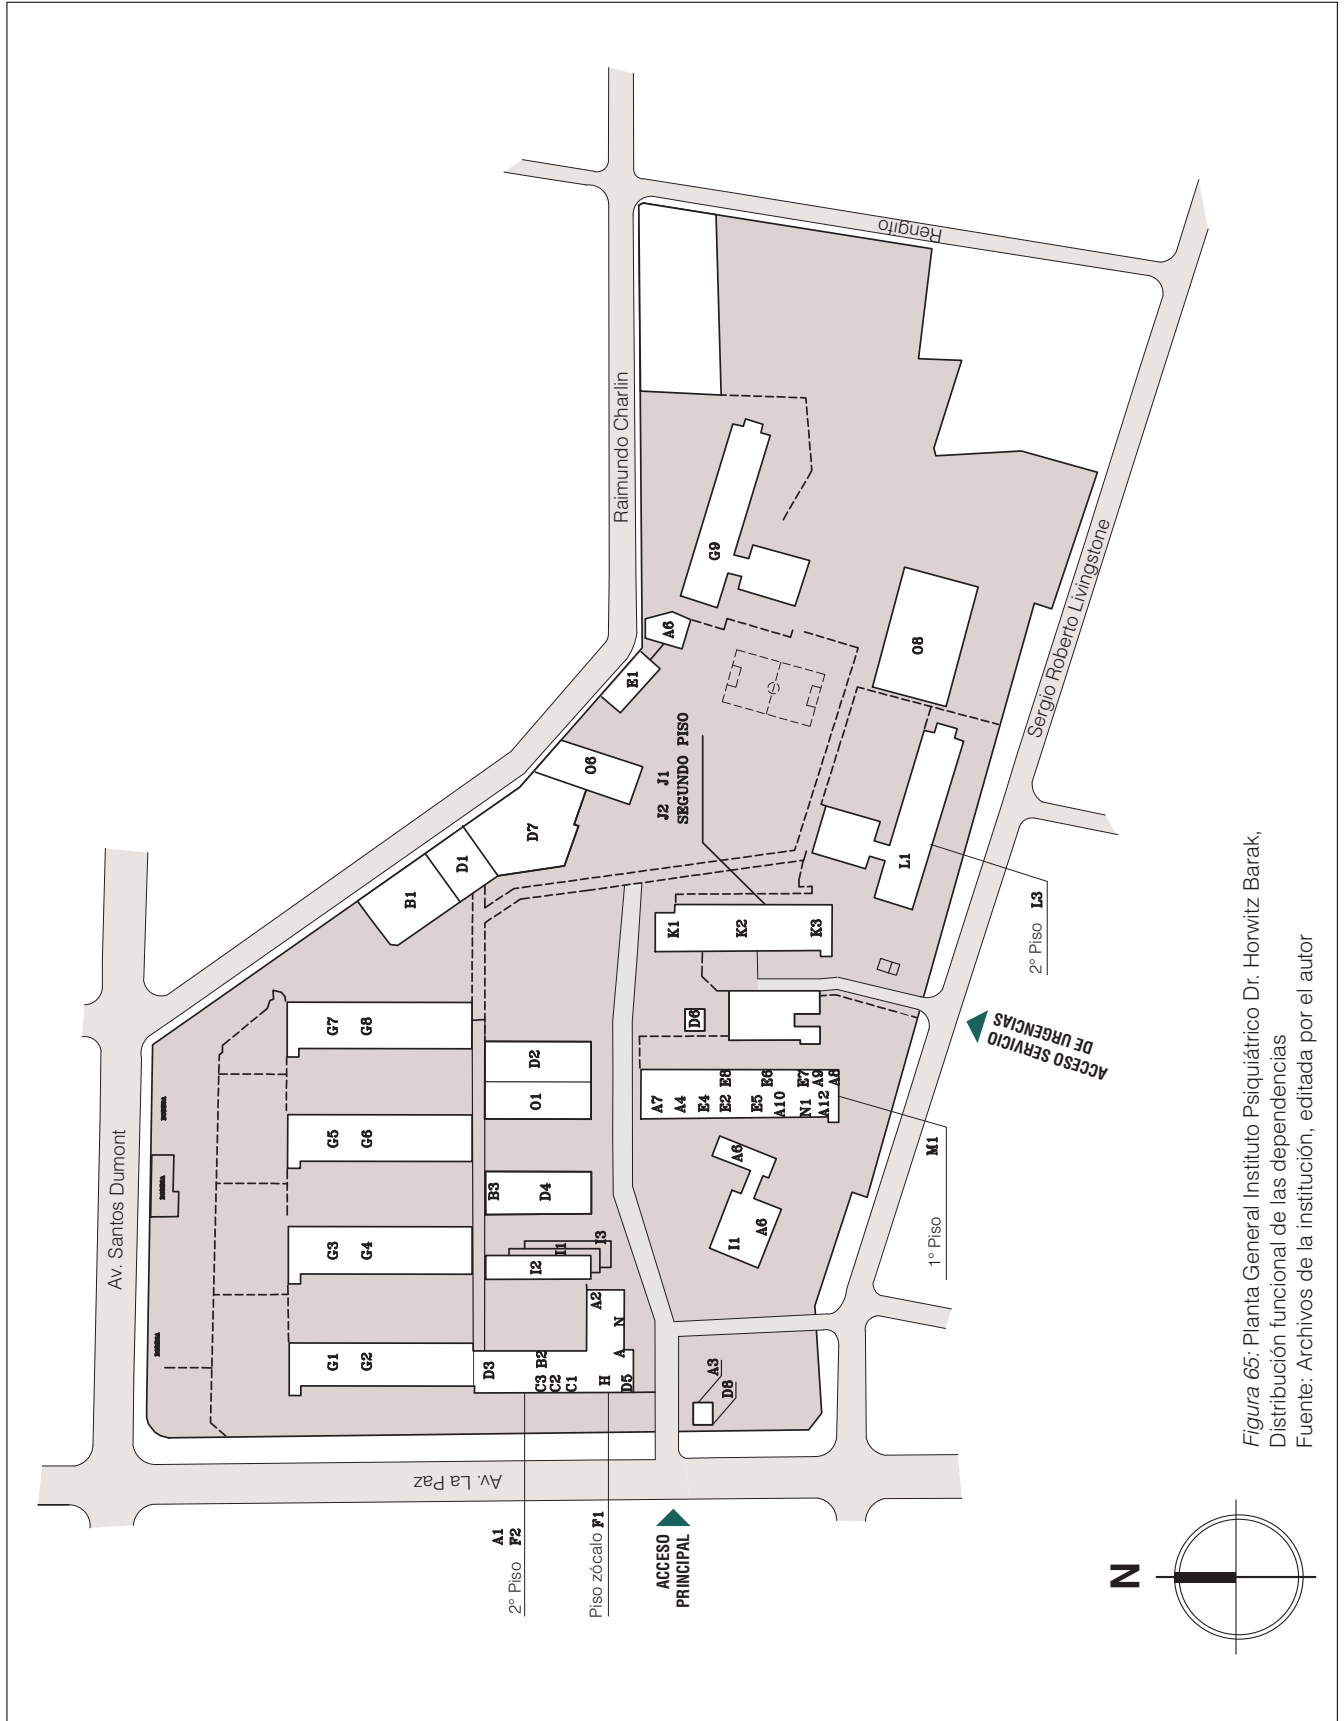 Av. Santos Dumont
G1
G2
G3
G4
G5
G6
G7
G8
B1
D1
D7
O6
Raimundo Charlin
E1
A6
G9
Rengifo
Av. La Paz
A1
2° Piso F2
Piso zócalo F1
D3
C3 B2
C2
C1
H
D5
A
N
A2
I2
I1
I3
B3
D4
O1
D2
ACCESO
PRINCIPAL
A3
D8
I1
A6
A6
A7
A4
E4
E2 E8
E5 E6
A10
N1 E7
A12 A9
A8
D6
K1
K2
K3
J2 J1
SEGUNDO PISO
L1
O8
1° Piso M1
2° Piso L3
ACCESO SERVICIO
DE URGENCIAS
Sergio Roberto Livingstone
N
Figura 65: Planta General Instituto Psiquiátrico Dr. Horwitz Barak,
Distribución funcional de las dependencias
Fuente: Archivos de la institución, editada por el autor